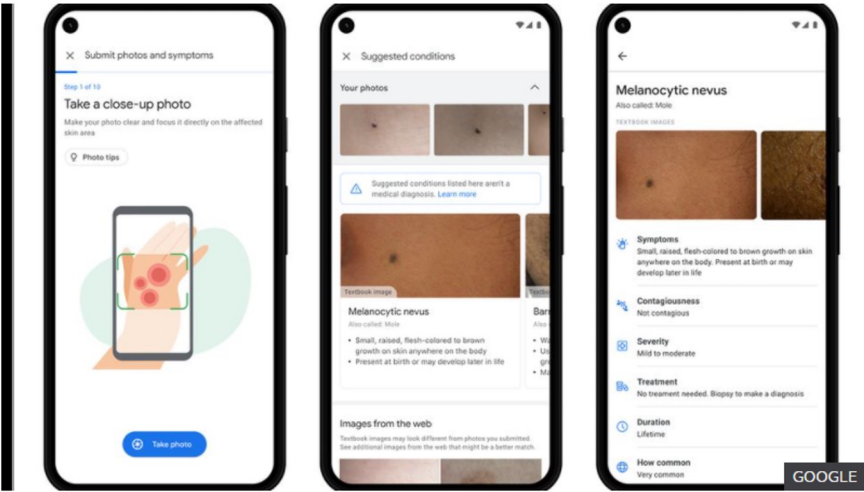 Submit photos and symptoms
Step 1 of 10
Take a close-up photo
Make your photo clear and focus it directly on the affected
skin area
Photo tips
Take photo
Suggested conditions
Your photos
Suggested conditions listed here aren't a
medical diagnosis. Learn more
Textbook image
Melanocytic nevus
Also called: Mole
• Small, raised, flesh-colored to brown
growth on skin anywhere on the body
• Present at birth or may develop later in life
Images from the web
Textbook images may look different from photos you submitted.
See additional images from the web that might be a better match.
Melanocytic nevus
Also called: Mole
TEXTBOOK IMAGES
Symptoms
Small, raised, flesh-colored to brown growth on skin
anywhere on the body. Present at birth or may
develop later in life
Contagiousness
Not contagious
Severity
Mild to moderate
Treatment
No treament needed. Biopsy to make a diagnosis
Duration
Lifetime
How common
Very common
GOOGLE